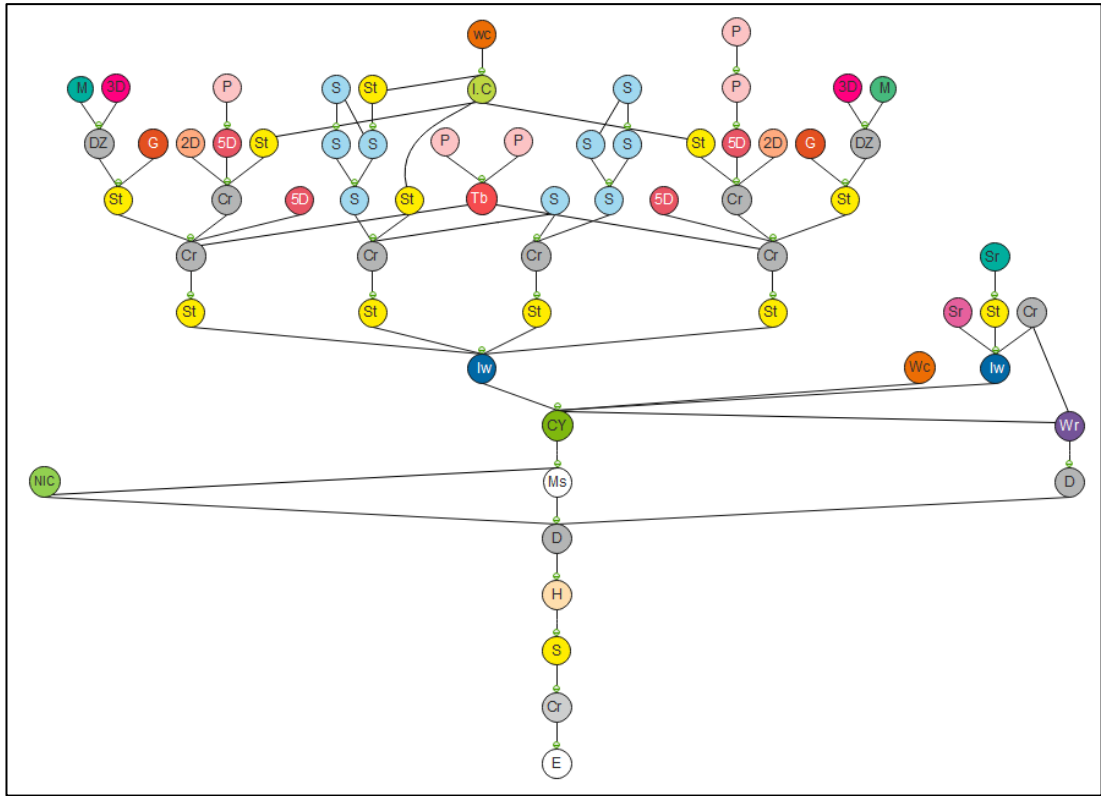 wc P
M 3D P S St I.C S P 3D M
DZ G 2D 5D St S S P P S S St 5D 2D G DZ
St Cr 5D S St Tb S S 5D Cr St
Cr Cr Cr Cr Sr
St St St St Sr St Cr
Iw Wc Iw
CY Wr
NIC Ms D
D
H
S
Cr
E